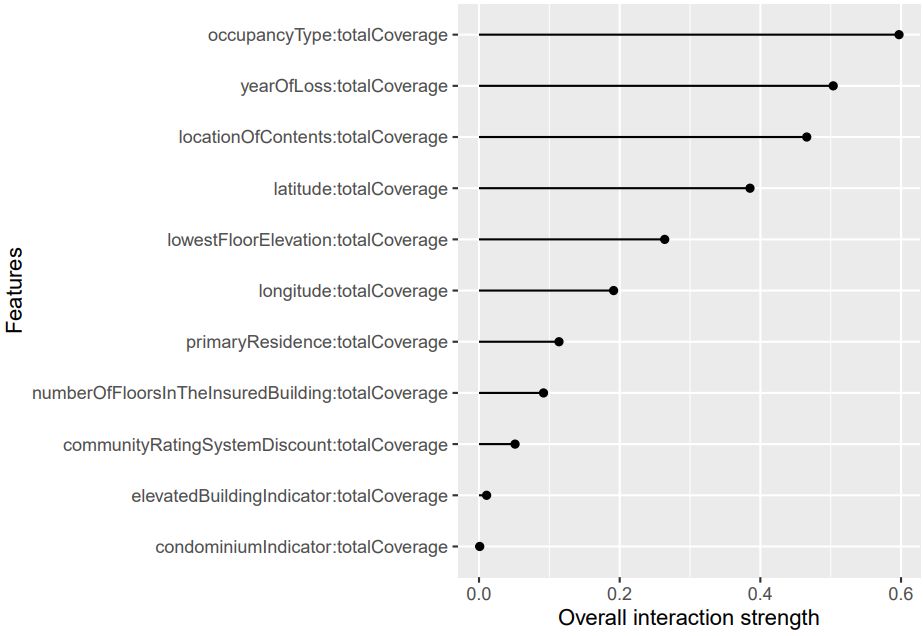 occupancyType:totalCoverage
yearOfLoss:totalCoverage
locationOfContents:totalCoverage
latitude:totalCoverage
lowestFloorElevation:totalCoverage
longitude:totalCoverage
primaryResidence:totalCoverage
numberOfFloorsInTheInsuredBuilding:totalCoverage
communityRatingSystemDiscount:totalCoverage
elevatedBuildingIndicator:totalCoverage
condominiumIndicator:totalCoverage
Features
0.0 0.2 0.4 0.6
Overall interaction strength